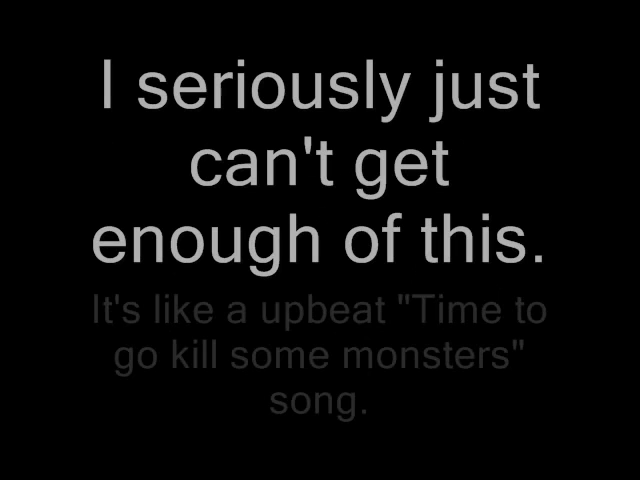 I seriously just
can't get
enough of this.
It's like a upbeat "Time to
go kill some monsters"
song.